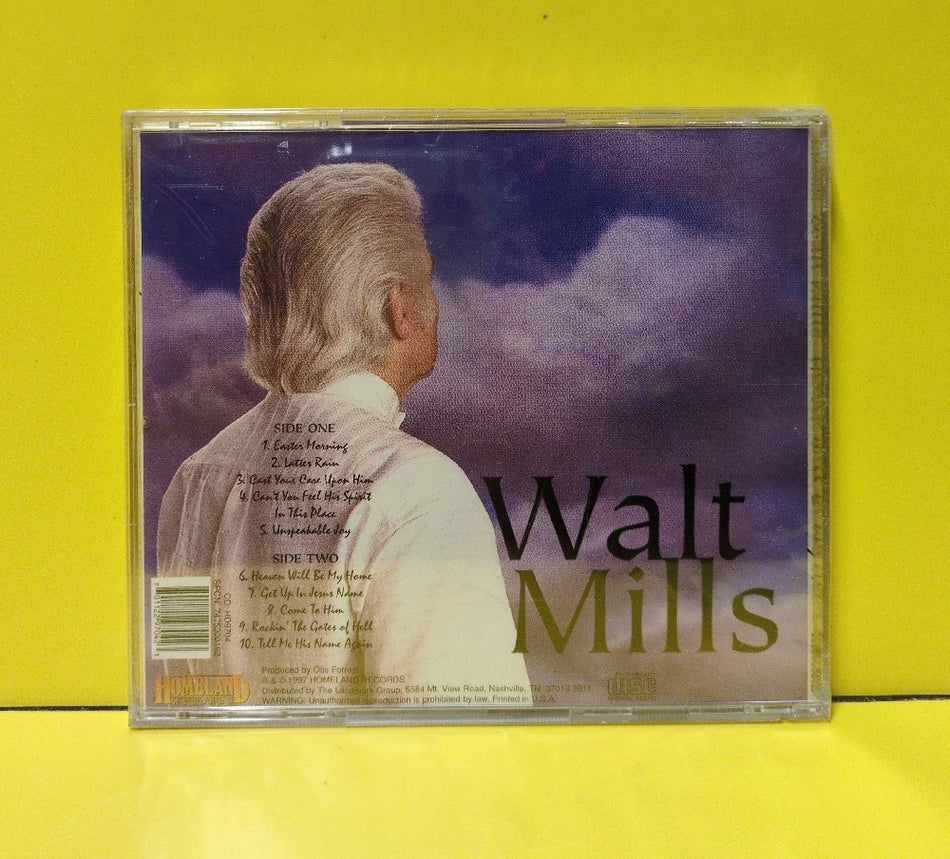 SIDE ONE
1. Easter Morning
2. Latter Rain
3. Cast Your Care Upon Him
4. Can't You Feel His Spirit
In This Place
5. Unspeakable Joy
SIDE TWO
6. Heaven Will Be My Home
7. Get Up In Jesus Name
8. Come To Him
9. Rockin' The Gates of Hell
10. Tell Me His Name Again
Walt
Mills
CD HD9704
HOMELAND
Produced by Otis Forrest
℗ & © 1997 HOMELAND RECORDS
Distributed by The Landmark Group, 5584 Mt. View Road, Nashville, TN 37013-2311
WARNING: Unauthorized reproduction is prohibited by law. Printed in U.S.A.
disc